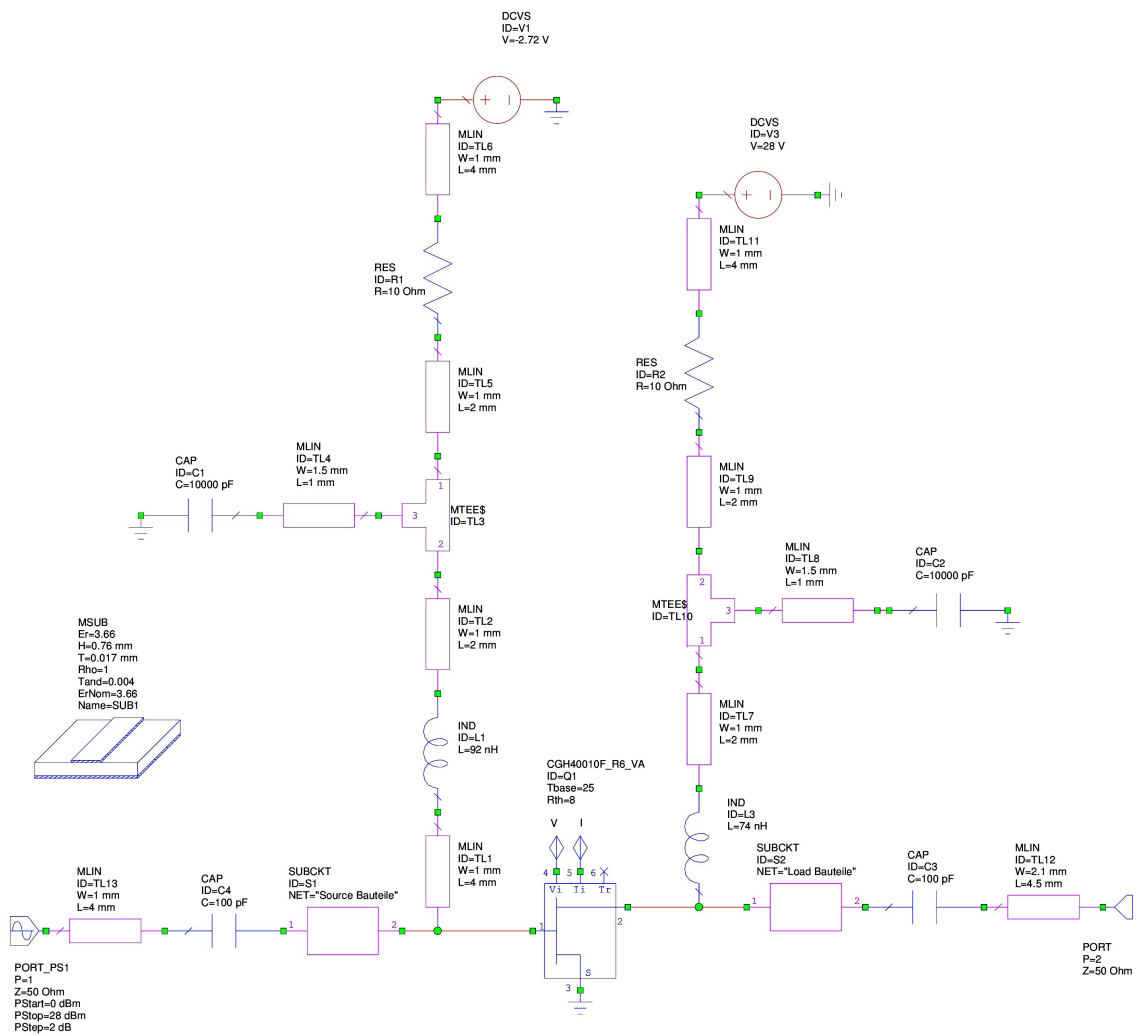 DCVS
ID=V1
V=-2.72 V
+
−
MLIN
ID=TL6
W=1 mm
L=4 mm
DCVS
ID=V3
V=28 V
+
−
MLIN
ID=TL11
W=1 mm
L=4 mm
RES
ID=R1
R=10 Ohm
RES
ID=R2
R=10 Ohm
MLIN
ID=TL5
W=1 mm
L=2 mm
MLIN
ID=TL4
W=1.5 mm
L=1 mm
CAP
ID=C1
C=10000 pF
1
3
2
MTEE$
ID=TL3
MLIN
ID=TL9
W=1 mm
L=2 mm
MLIN
ID=TL8
W=1.5 mm
L=1 mm
CAP
ID=C2
C=10000 pF
2
3
1
MTEE$
ID=TL10
MLIN
ID=TL2
W=1 mm
L=2 mm
MSUB
Er=3.66
H=0.76 mm
T=0.017 mm
Rho=1
Tand=0.004
ErNom=3.66
Name=SUB1
MLIN
ID=TL7
W=1 mm
L=2 mm
IND
ID=L1
L=92 nH
CGH40010F_R6_VA
ID=Q1
Tbase=25
Rth=8
IND
ID=L3
L=74 nH
V
I
4
5
6
Vi
Ii
Tr
1
2
S
3
MLIN
ID=TL1
W=1 mm
L=4 mm
MLIN
ID=TL13
W=1 mm
L=4 mm
CAP
ID=C4
C=100 pF
SUBCKT
ID=S1
NET="Source Bauteile"
1
2
SUBCKT
ID=S2
NET="Load Bauteile"
1
2
CAP
ID=C3
C=100 pF
MLIN
ID=TL12
W=2.1 mm
L=4.5 mm
PORT_PS1
P=1
Z=50 Ohm
PStart=0 dBm
PStop=28 dBm
PStep=2 dB
PORT
P=2
Z=50 Ohm